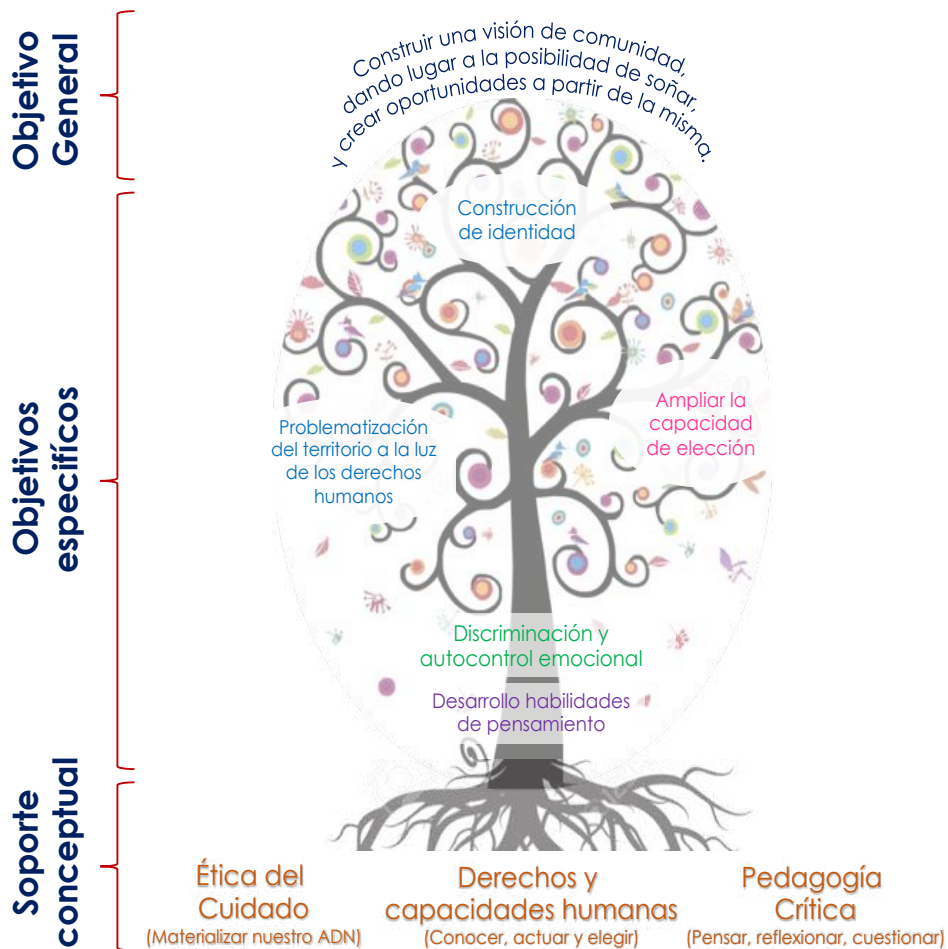 Objetivo
General
Construir una visión de comunidad,
dando lugar a la posibilidad de soñar,
y crear oportunidades a partir de la misma.
Objetivos
especifícos
Construcción
de identidad
Ampliar la
capacidad
de elección
Problematización
del territorio a la luz
de los derechos
humanos
Discriminación y
autocontrol emocional
Desarrollo habilidades
de pensamiento
Soporte
conceptual
Ética del
Cuidado
(Materializar nuestro ADN)
Derechos y
capacidades humanas
(Conocer, actuar y elegir)
Pedagogía
Crítica
(Pensar, reflexionar, cuestionar)